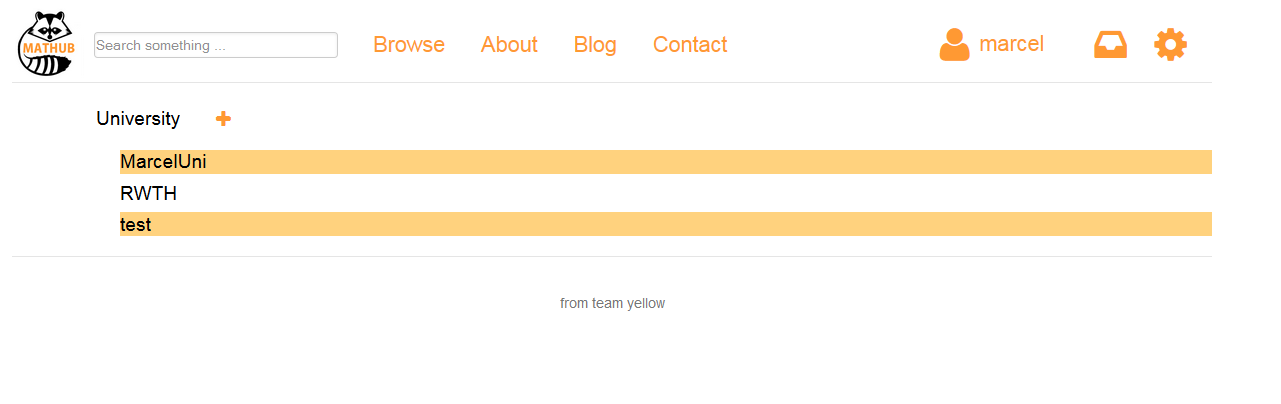 MATHUB
Search something ...
Browse About Blog Contact
marcel
University
MarcelUni
RWTH
test
from team yellow